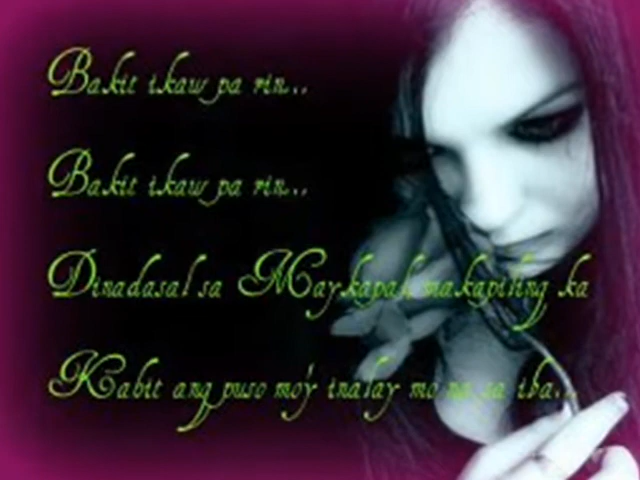 Bakit ikaw pa rin...
Bakit ikaw pa rin...
Dinadasal sa Maykapal makapiling ka
Kabit ang puso mo'y inalay mo na sa iba...